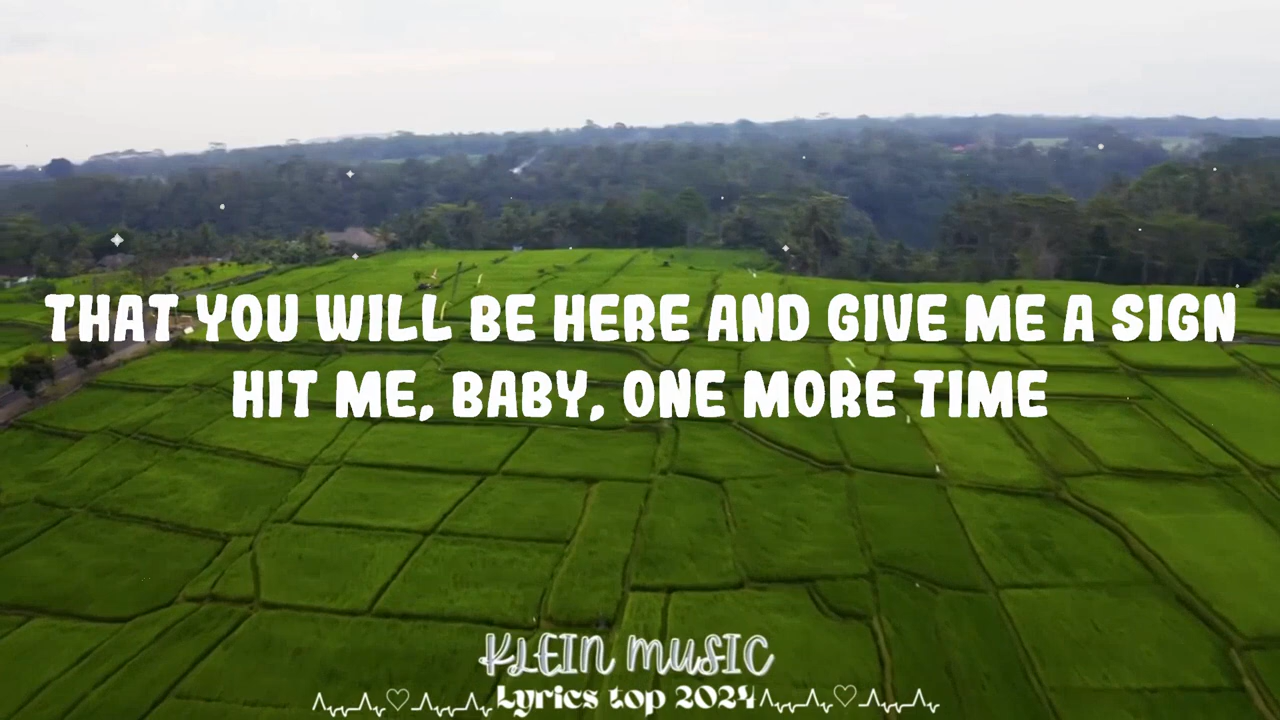 THAT YOU WILL BE HERE AND GIVE ME A SIGN
HIT ME, BABY, ONE MORE TIME
KLEIN MUSIC
Lyrics top 2024